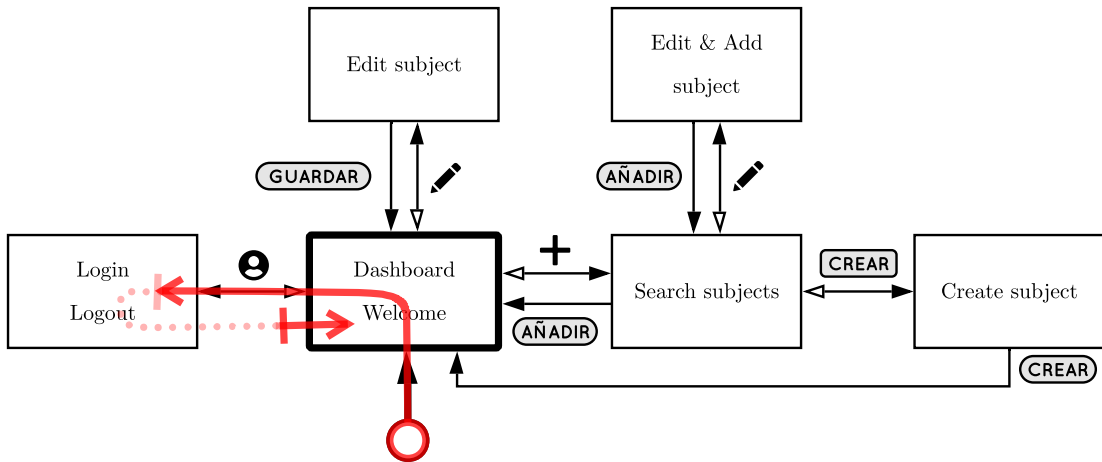 Edit subject
Edit & Add
subject
GUARDAR
AÑADIR
Login
Logout
Dashboard
Welcome
Search subjects
CREAR
Create subject
AÑADIR
CREAR